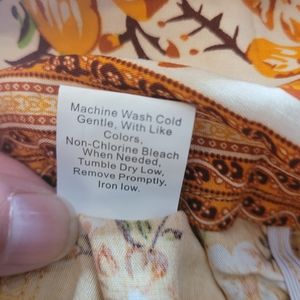 Machine Wash Cold
Gentle, With Like
Colors,
Non-Chlorine Bleach
When Needed,
Tumble Dry Low,
Remove Promptly.
Iron low.